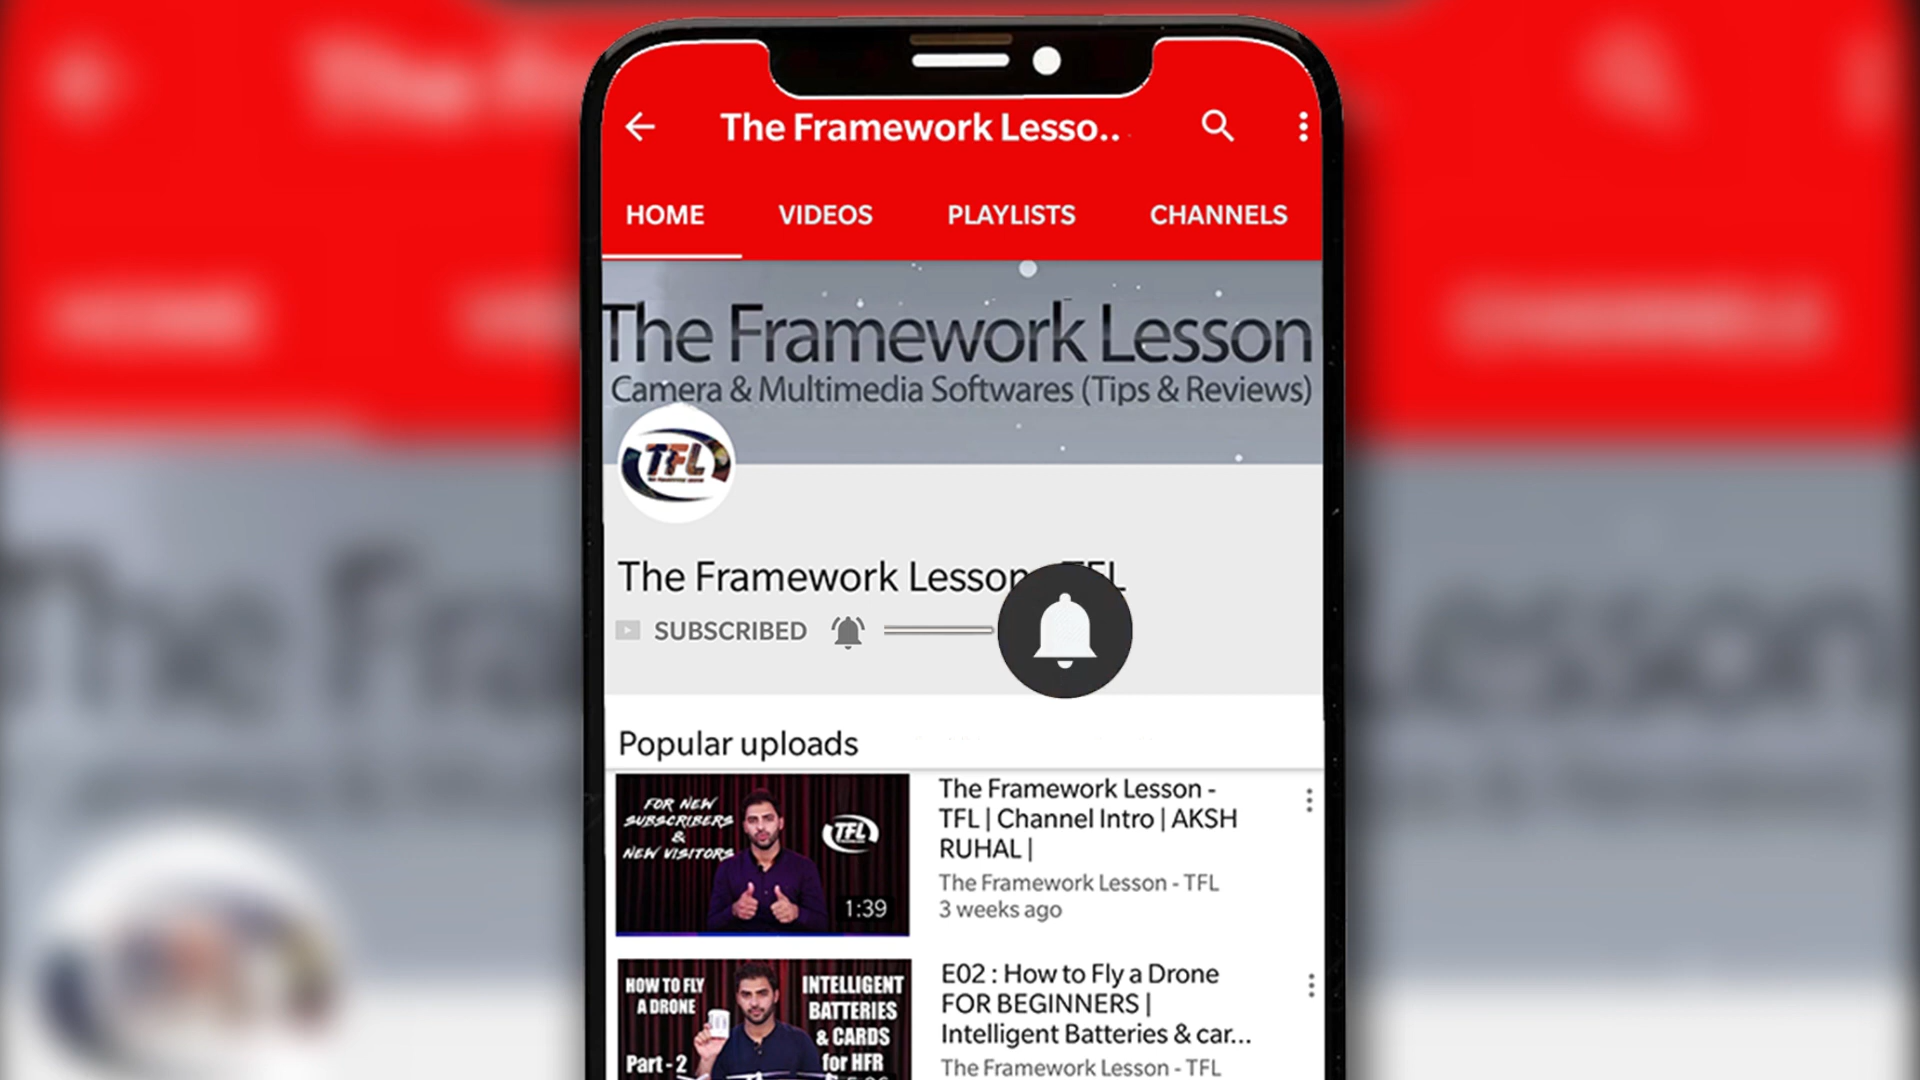 The Framework Lesso..
HOME
VIDEOS
PLAYLISTS
CHANNELS
The Framework Lesson
Camera & Multimedia Softwares (Tips & Reviews)
TFL
The Framework Lesson - TFL
SUBSCRIBED
Popular uploads
FOR NEW
SUBSCRIBERS
&
NEW VISITORS
TFL
1:39
The Framework Lesson -
TFL | Channel Intro | AKSH
RUHAL |
The Framework Lesson - TFL
3 weeks ago
HOW TO FLY
A DRONE
Part - 2
INTELLIGENT
BATTERIES
& CARDS
for HFR
E02 : How to Fly a Drone
FOR BEGINNERS |
Intelligent Batteries & car...
The Framework Lesson - TFL